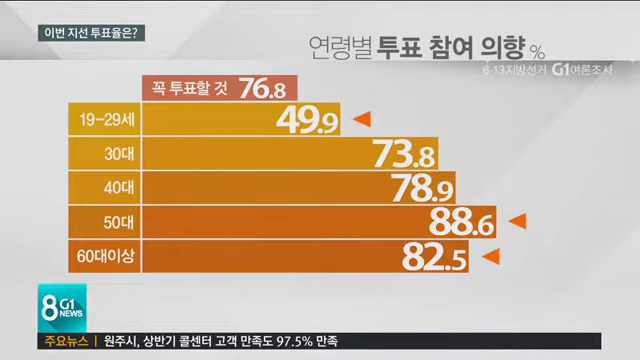 이번 지선 투표율은?
연령별 투표 참여 의향 %
6·13지방선거 G1여론조사
꼭 투표할 것 76.8
19-29세 49.9
30대 73.8
40대 78.9
50대 88.6
60대이상 82.5
8 G1 NEWS
주요뉴스 | 원주시, 상반기 콜센터 고객 만족도 97.5% 만족